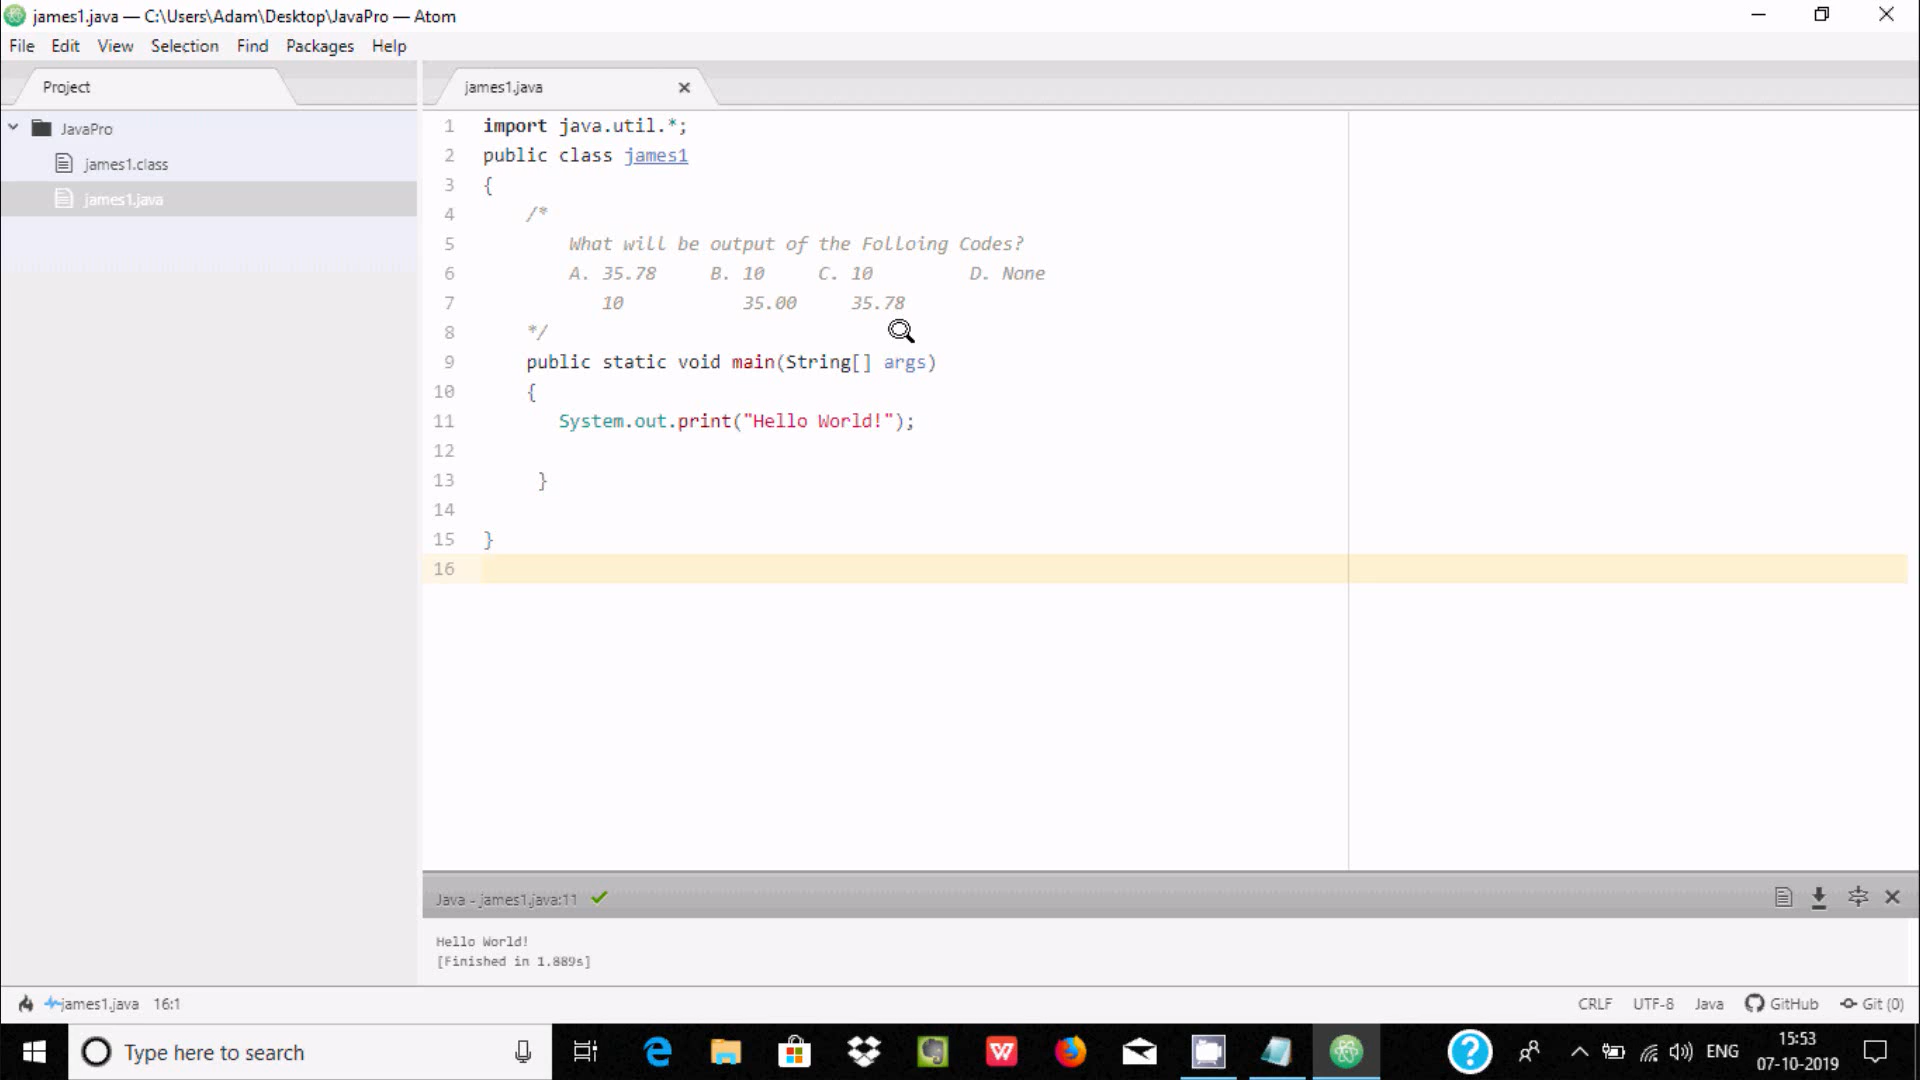 james1.java — C:\Users\Adam\Desktop\JavaPro — Atom
File Edit View Selection Find Packages Help
Project
james1.java
JavaPro
james1.class
james1.java
1 import java.util.*;
2 public class james1
3 {
4 /*
5 What will be output of the Folloing Codes?
6 A. 35.78 B. 10 C. 10 D. None
7 10 35.00 35.78
8 */
9 public static void main(String[] args)
10 {
11 System.out.print("Hello World!");
12
13 }
14
15 }
16
Java - james1.java:11
Hello World!
[Finished in 1.889s]
james1.java 16:1 CRLF UTF-8 Java GitHub Git (0)
Type here to search
ENG
15:53
07-10-2019